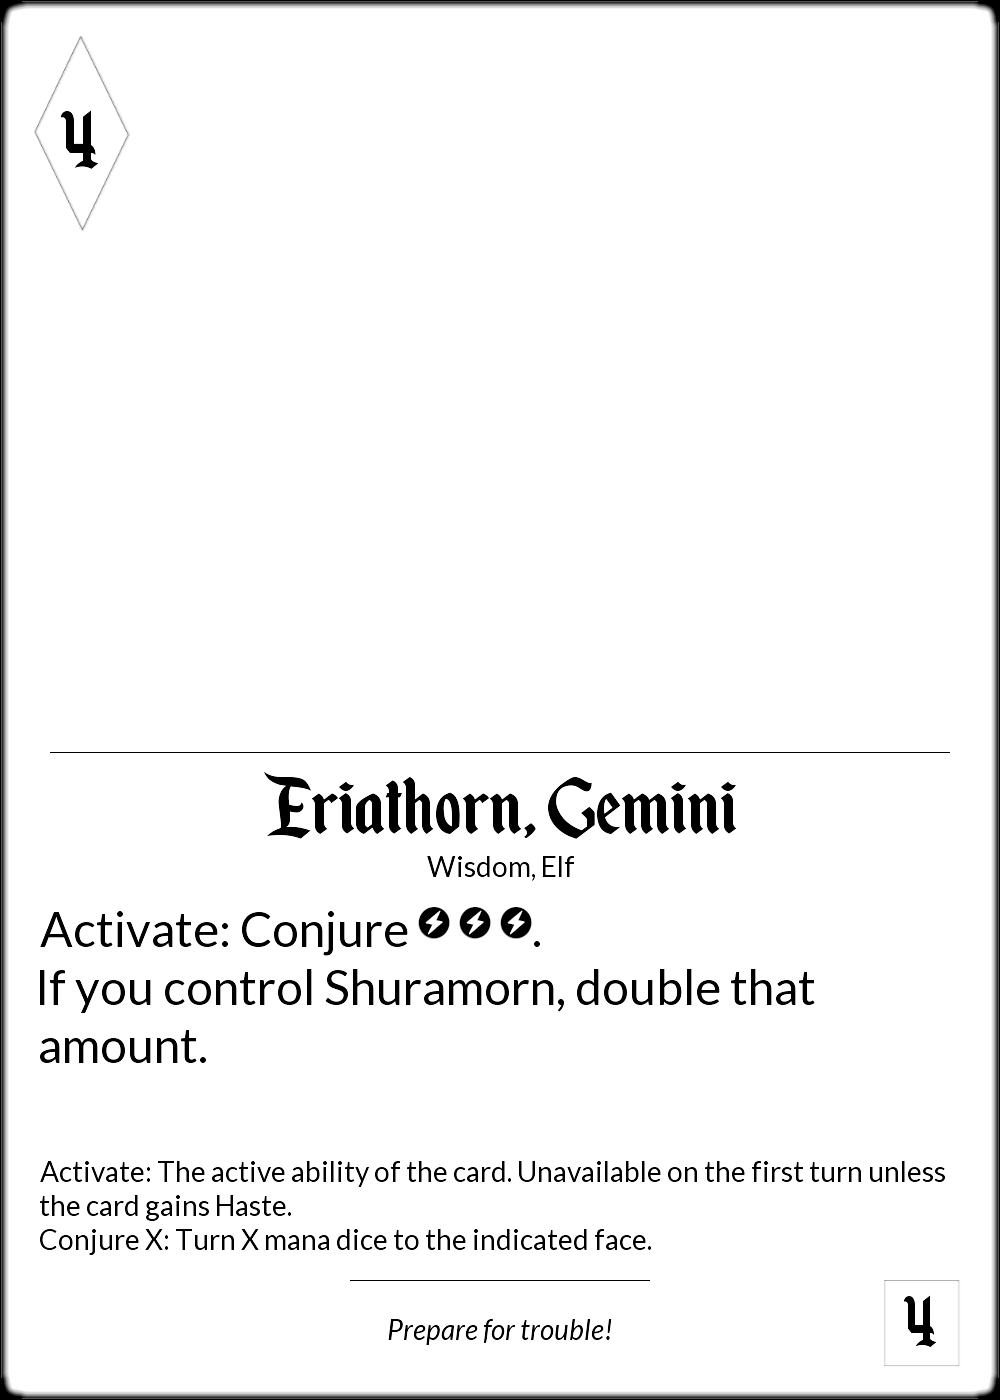 4
Eriathorn, Gemini
Wisdom, Elf
Activate: Conjure ⚡⚡⚡.
If you control Shuramorn, double that
amount.
Activate: The active ability of the card. Unavailable on the first turn unless
the card gains Haste.
Conjure X: Turn X mana dice to the indicated face.
Prepare for trouble!
4